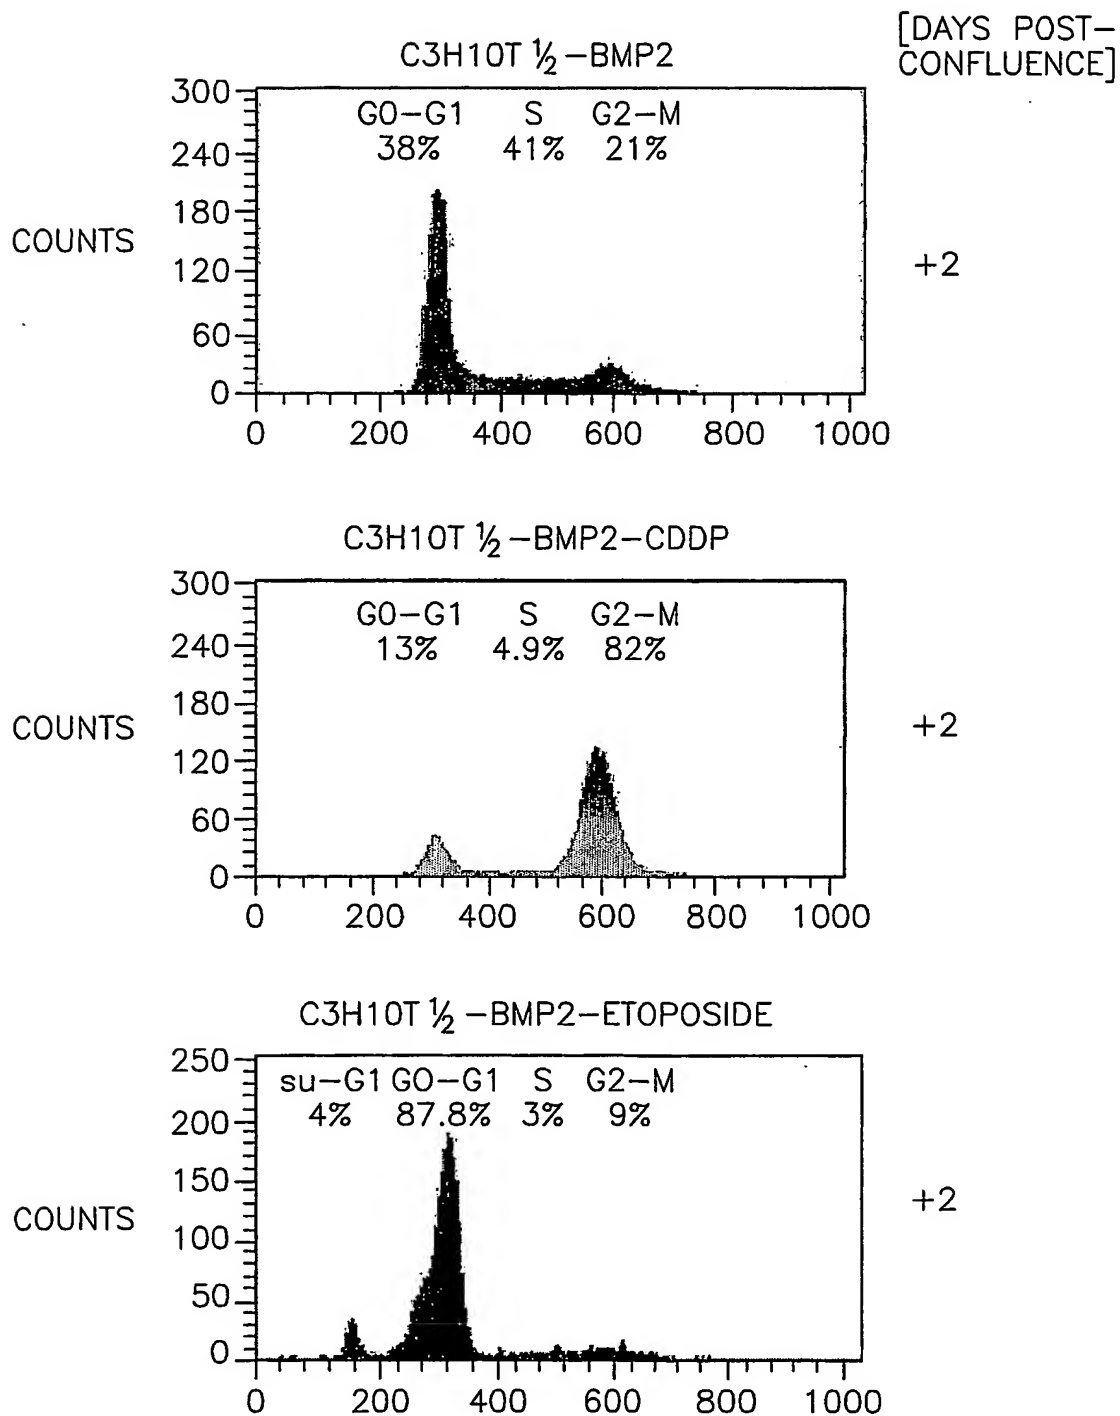 [DAYS POST-
CONFLUENCE]
C3H10T ½-BMP2
300
240
180
120
60
0
COUNTS
G0-G1 S G2-M
38% 41% 21%
+2
0 200 400 600 800 1000
C3H10T ½-BMP2-CDDP
300
240
180
120
60
0
COUNTS
G0-G1 S G2-M
13% 4.9% 82%
+2
0 200 400 600 800 1000
C3H10T ½-BMP2-ETOPOSIDE
250
200
150
100
50
0
COUNTS
su-G1 G0-G1 S G2-M
4% 87.8% 3% 9%
+2
0 200 400 600 800 1000